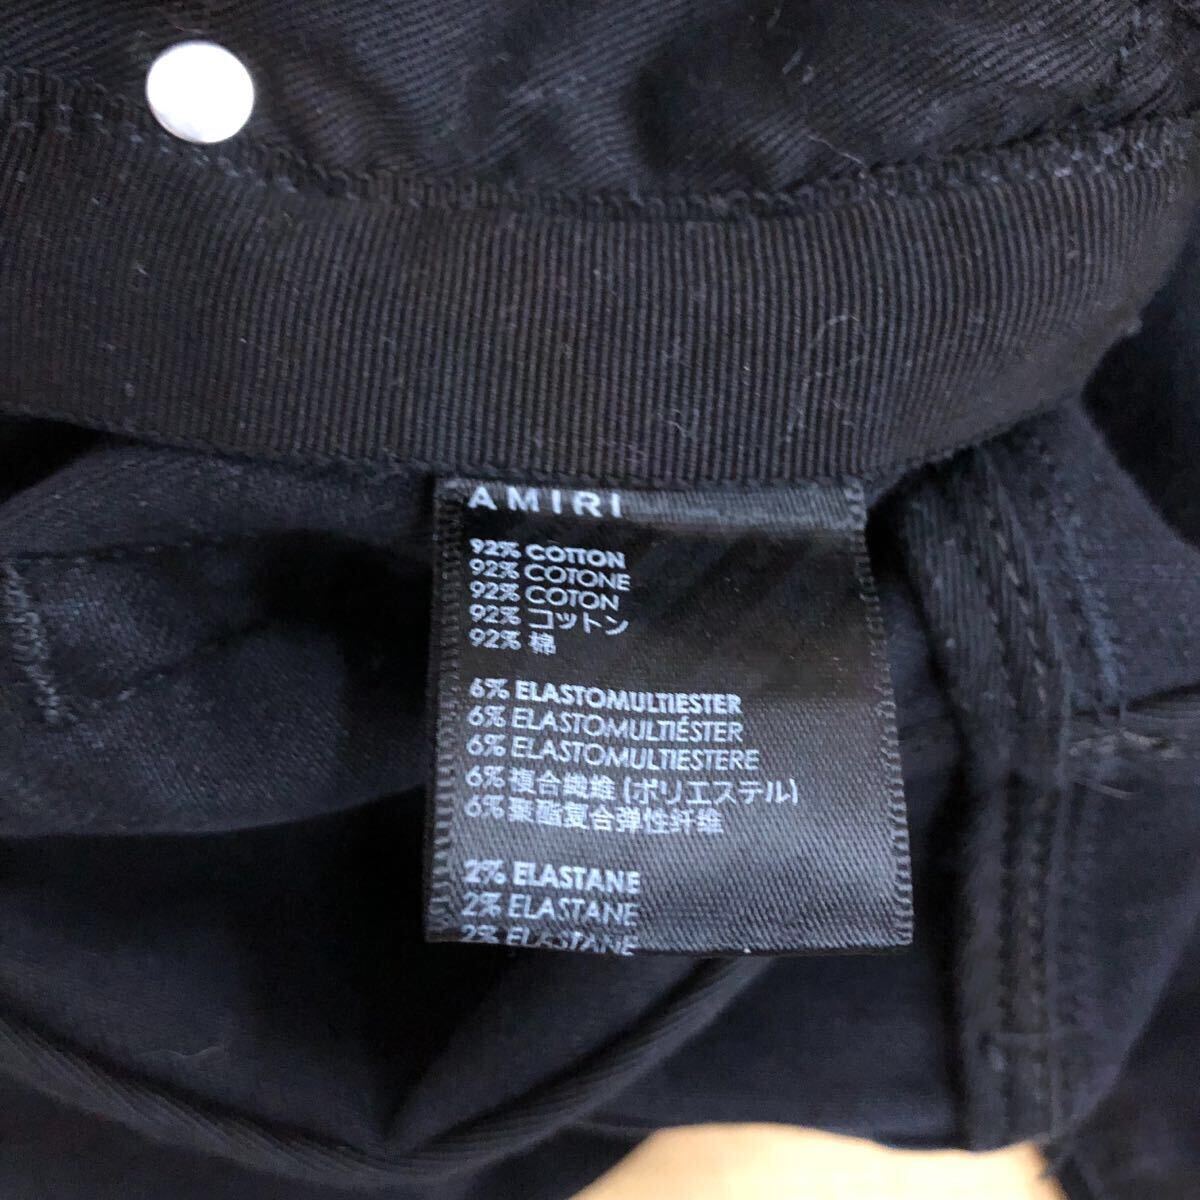 AMIRI
92% COTTON
92% COTONE
92% COTON
92% コットン
92% 棉
6% ELASTOMULTIESTER
6% ELASTOMULTIÉSTER
6% ELASTOMULTIESTERE
6% 複合繊維 (ポリエステル)
6% 聚酯复合弹性纤维
2% ELASTANE
2% ELASTANE
2% ELASTANE